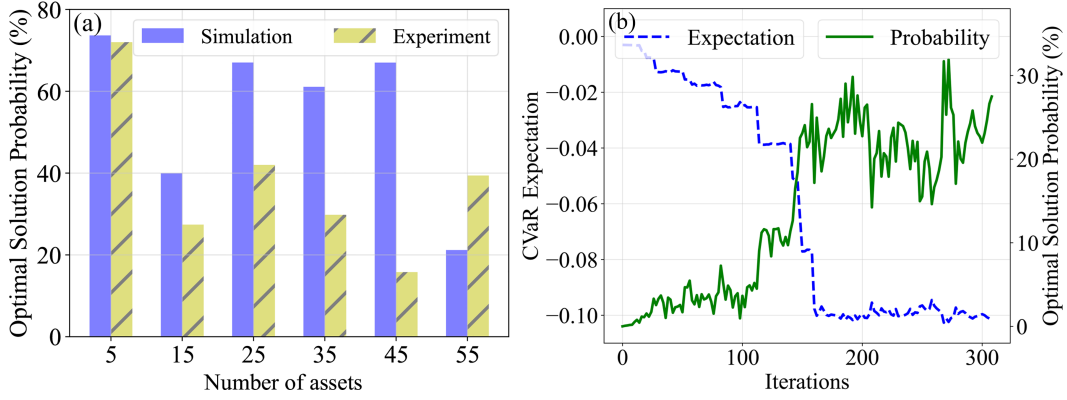 (a)
Simulation
Experiment
Optimal Solution Probability (%)
80
60
40
20
0
5 15 25 35 45 55
Number of assets
(b)
Expectation
Probability
CVaR Expectation
0.00
−0.02
−0.04
−0.06
−0.08
−0.10
0 100 200 300
Iterations
30
20
10
0
Optimal Solution Probability (%)